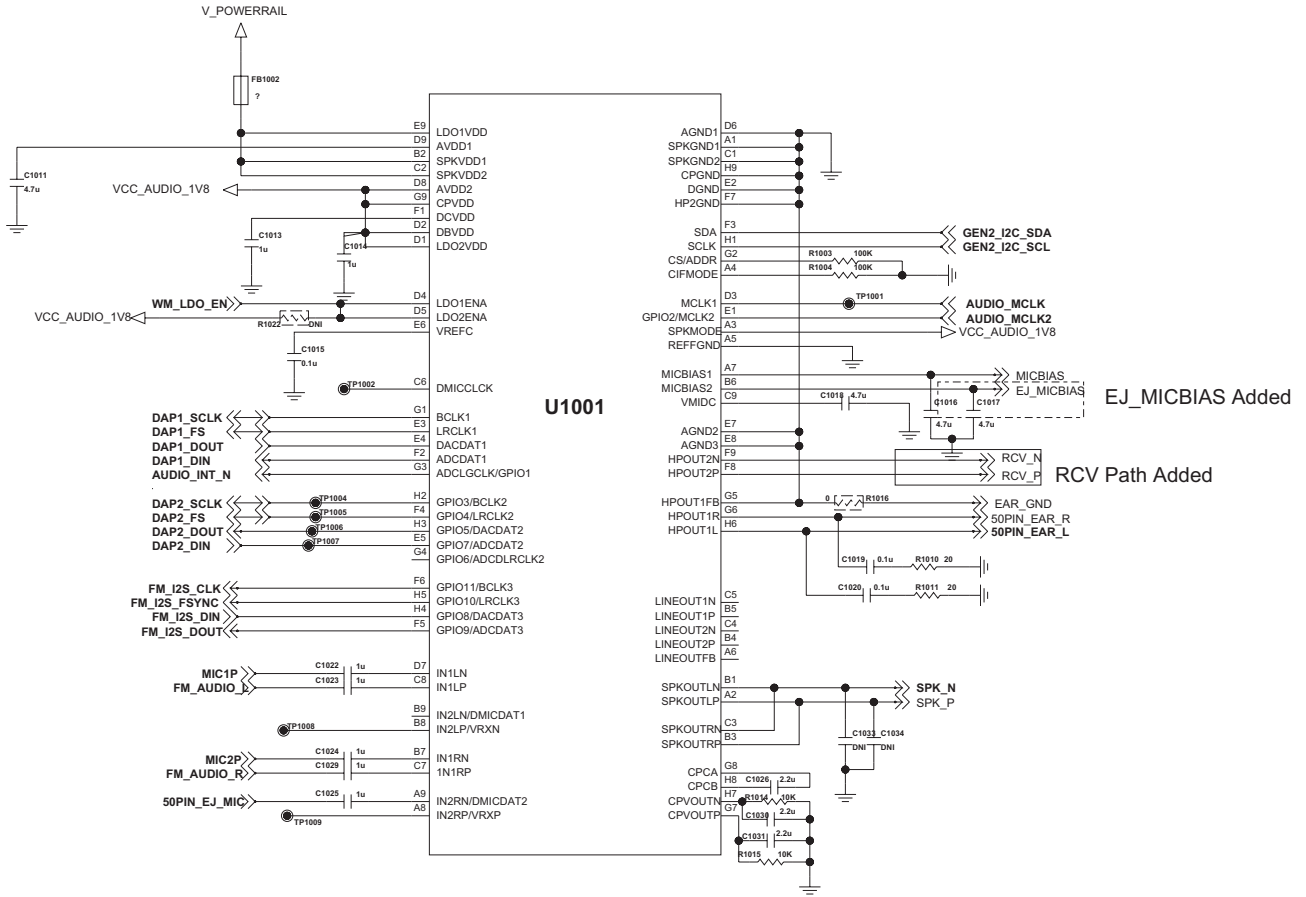 V_POWERRAIL
FB1002
?
E9 LDO1VDD
D9 AVDD1
B2 SPKVDD1
C2 SPKVDD2
C1011
4.7u
VCC_AUDIO_1V8
D8 AVDD2
G9 CPVDD
F1 DCVDD
D2 DBVDD
D1 LDO2VDD
C1013
1u
C1014
1u
WM_LDO_EN
D4 LDO1ENA
VCC_AUDIO_1V8
R1022 DNI
D5 LDO2ENA
E6 VREFC
C1015
0.1u
TP1002
C6 DMICCLCK
U1001
DAP1_SCLK G1 BCLK1
DAP1_FS E3 LRCLK1
DAP1_DOUT E4 DACDAT1
DAP1_DIN F2 ADCDAT1
AUDIO_INT_N G3 ADCLGCLK/GPIO1
DAP2_SCLK TP1004 H2 GPIO3/BCLK2
DAP2_FS TP1005 F4 GPIO4/LRCLK2
DAP2_DOUT TP1006 H3 GPIO5/DACDAT2
DAP2_DIN TP1007 E5 GPIO7/ADCDAT2
G4 GPIO6/ADCDLRCLK2
FM_I2S_CLK F6 GPIO11/BCLK3
FM_I2S_FSYNC H5 GPIO10/LRCLK3
FM_I2S_DIN H4 GPIO8/DACDAT3
FM_I2S_DOUT F5 GPIO9/ADCDAT3
MIC1P C1022 1u D7 IN1LN
FM_AUDIO_L C1023 1u C8 IN1LP
B9 IN2LN/DMICDAT1
TP1008 B8 IN2LP/VRXN
MIC2P C1024 1u B7 IN1RN
FM_AUDIO_R C1029 1u C7 1N1RP
50PIN_EJ_MIC C1025 1u A9 IN2RN/DMICDAT2
TP1009 A8 IN2RP/VRXP
AGND1 D6
SPKGND1 A1
SPKGND2 C1
CPGND H9
DGND E2
HP2GND F7
SDA F3 GEN2_I2C_SDA
SCLK H1 GEN2_I2C_SCL
CS/ADDR G2 R1003 100K
CIFMODE A4 R1004 100K
MCLK1 D3 TP1001 AUDIO_MCLK
GPIO2/MCLK2 E1 AUDIO_MCLK2
SPKMODE A3 VCC_AUDIO_1V8
REFFGND A5
MICBIAS1 A7 MICBIAS
MICBIAS2 B6 EJ_MICBIAS
VMIDC C9 C1018 4.7u
C1016 C1017
4.7u 4.7u
EJ_MICBIAS Added
AGND2 E7
AGND3 E8
HPOUT2N F9 RCV_N
HPOUT2P F8 RCV_P
RCV Path Added
HPOUT1FB G5 0 R1016 EAR_GND
HPOUT1R G6 50PIN_EAR_R
HPOUT1L H6 50PIN_EAR_L
C1019 0.1u R1010 20
C1020 0.1u R1011 20
LINEOUT1N C5
LINEOUT1P B5
LINEOUT2N C4
LINEOUT2P B4
LINEOUTFB A6
SPKOUTLN B1 SPK_N
SPKOUTLP A2 SPK_P
SPKOUTRN C3
SPKOUTRP B3
C1033 C1034
DNI DNI
CPCA G8
CPCB H8 C1026 2.2u
CPVOUTN H7 R1014 10K
CPVOUTP G7 C1030 2.2u
C1031 2.2u
R1015 10K